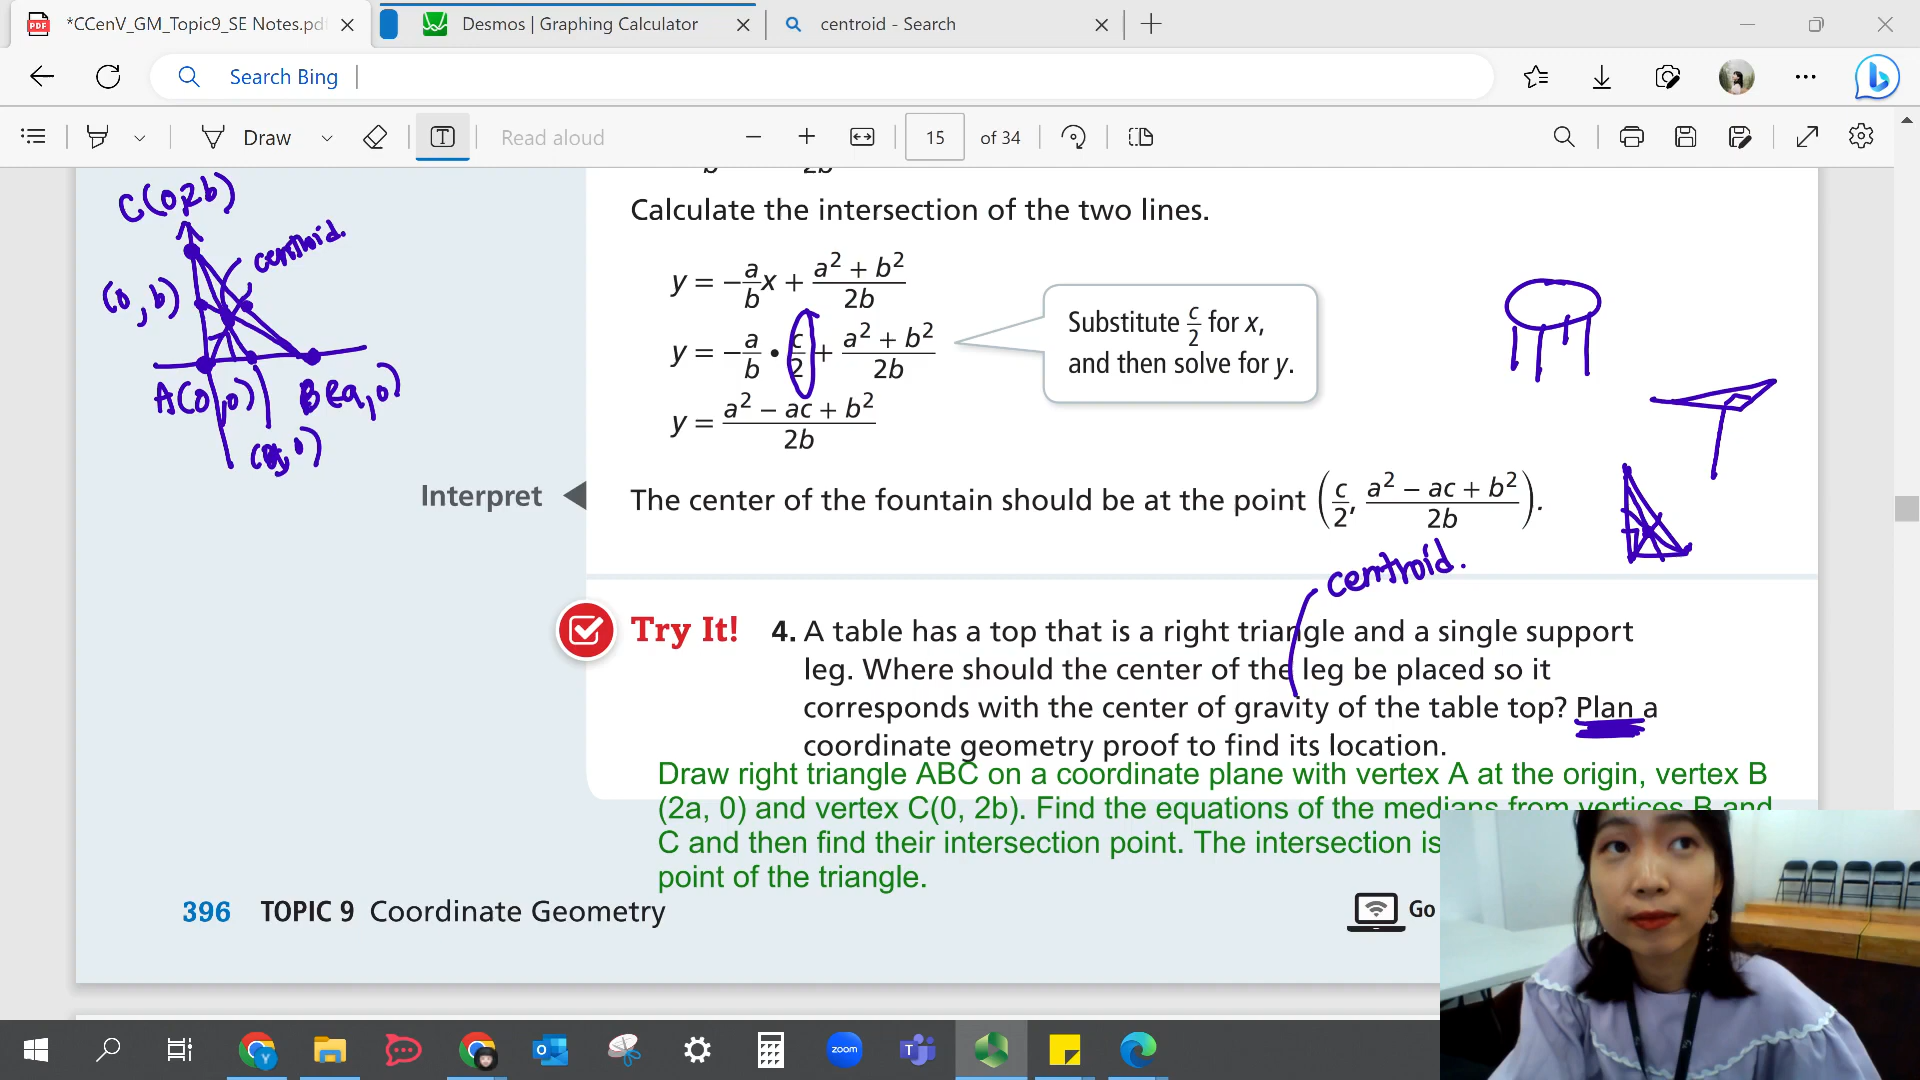 *CCenV_GM_Topic9_SE Notes.pdf
Desmos | Graphing Calculator
centroid - Search
Search Bing
Draw
Read aloud
15 of 34
Calculate the intersection of the two lines.
y = -a/b x + (a² + b²)/2b
y = -a/b • c/2 + (a² + b²)/2b
y = (a² - ac + b²)/2b
Substitute c/2 for x,
and then solve for y.
C(0,2b)
centroid.
(0, b)
A(0,0)
B(2a,0)
Interpret
The center of the fountain should be at the point (c/2, (a² - ac + b²)/2b).
centroid.
Try It! 4. A table has a top that is a right triangle and a single support
leg. Where should the center of the leg be placed so it
corresponds with the center of gravity of the table top? Plan a
coordinate geometry proof to find its location.
Draw right triangle ABC on a coordinate plane with vertex A at the origin, vertex B
(2a, 0) and vertex C(0, 2b). Find the equations of the medians from vertices B and
C and then find their intersection point. The intersection is
point of the triangle.
396 TOPIC 9 Coordinate Geometry
Go
zoom